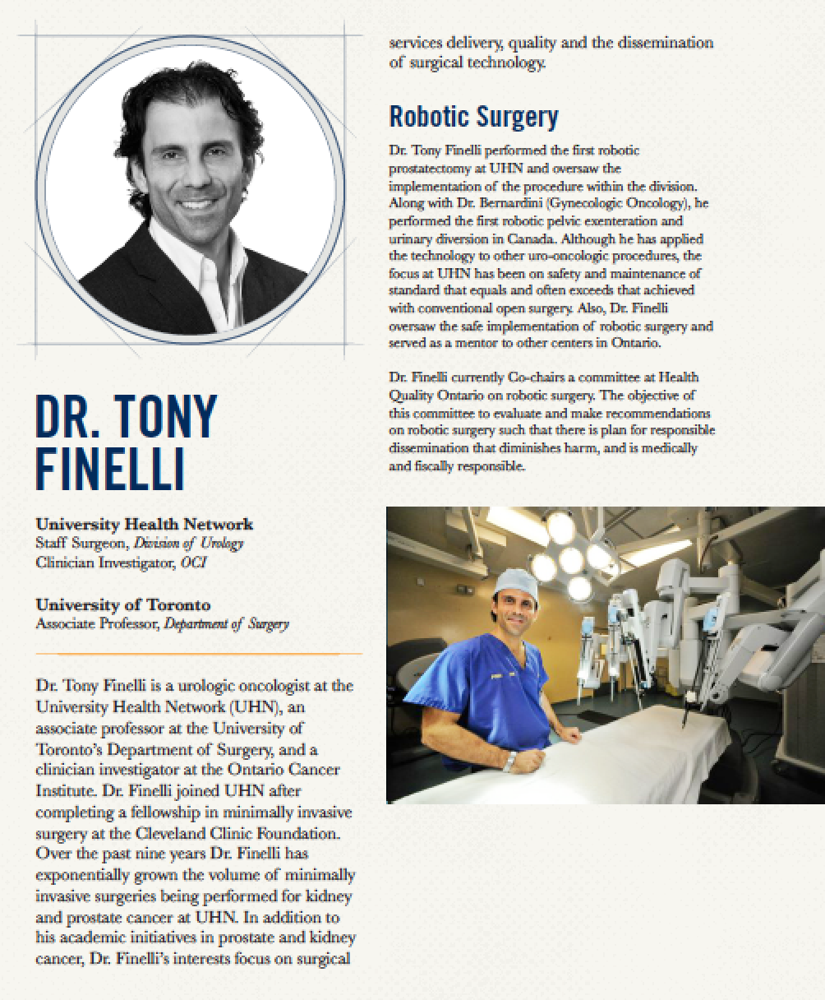 DR. TONY
FINELLI
University Health Network
Staff Surgeon, Division of Urology
Clinician Investigator, OCI
University of Toronto
Associate Professor, Department of Surgery
Dr. Tony Finelli is a urologic oncologist at the
University Health Network (UHN), an
associate professor at the University of
Toronto's Department of Surgery, and a
clinician investigator at the Ontario Cancer
Institute. Dr. Finelli joined UHN after
completing a fellowship in minimally invasive
surgery at the Cleveland Clinic Foundation.
Over the past nine years Dr. Finelli has
exponentially grown the volume of minimally
invasive surgeries being performed for kidney
and prostate cancer at UHN. In addition to
his academic initiatives in prostate and kidney
cancer, Dr. Finelli's interests focus on surgical
services delivery, quality and the dissemination
of surgical technology.
Robotic Surgery
Dr. Tony Finelli performed the first robotic
prostatectomy at UHN and oversaw the
implementation of the procedure within the division.
Along with Dr. Bernardini (Gynecologic Oncology), he
performed the first robotic pelvic exenteration and
urinary diversion in Canada. Although he has applied
the technology to other uro-oncologic procedures, the
focus at UHN has been on safety and maintenance of
standard that equals and often exceeds that achieved
with conventional open surgery. Also, Dr. Finelli
oversaw the safe implementation of robotic surgery and
served as a mentor to other centers in Ontario.
Dr. Finelli currently Co-chairs a committee at Health
Quality Ontario on robotic surgery. The objective of
this committee to evaluate and make recommendations
on robotic surgery such that there is plan for responsible
dissemination that diminishes harm, and is medically
and fiscally responsible.